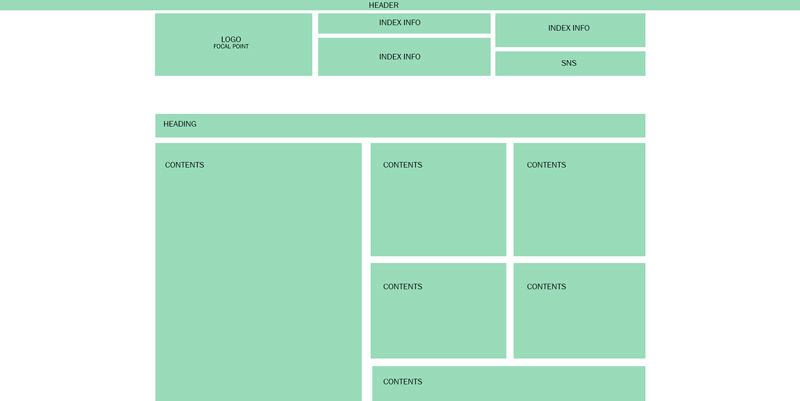 HEADER
LOGO
FOCAL POINT
INDEX INFO
INDEX INFO
INDEX INFO
SNS
HEADING
CONTENTS
CONTENTS
CONTENTS
CONTENTS
CONTENTS
CONTENTS